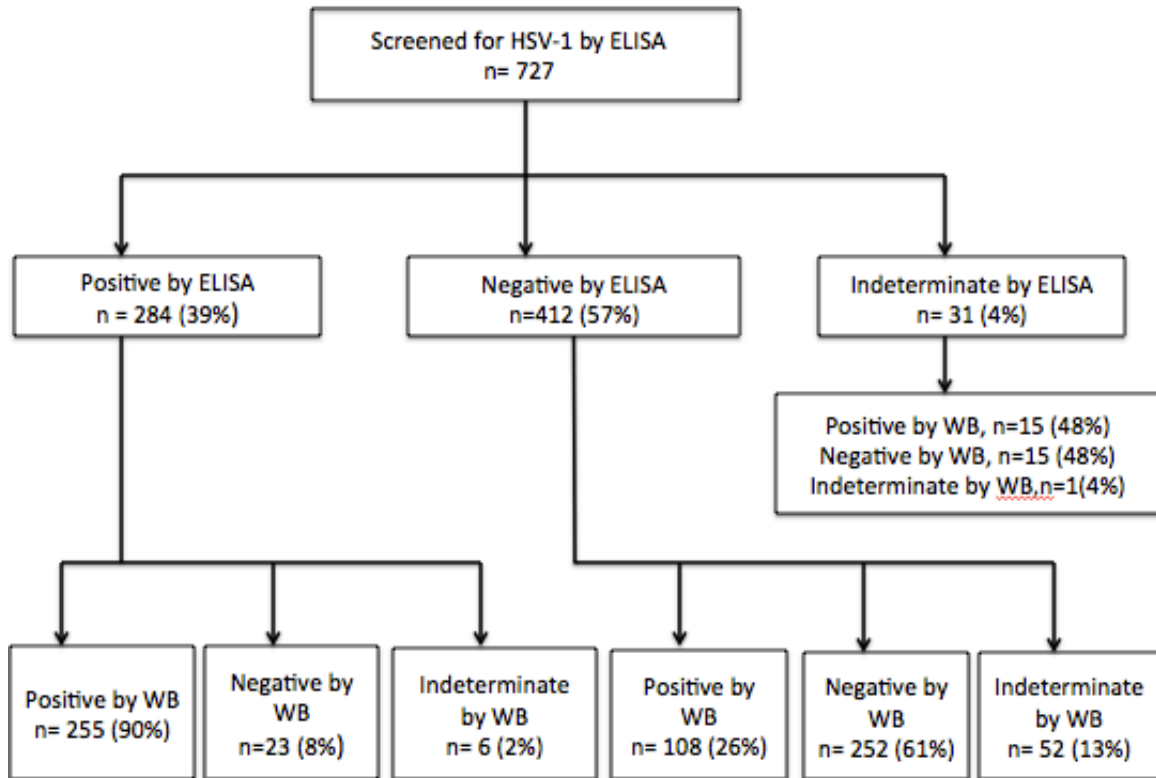 Screened for HSV-1 by ELISA
n= 727
Positive by ELISA
n = 284 (39%)
Negative by ELISA
n=412 (57%)
Indeterminate by ELISA
n= 31 (4%)
Positive by WB, n=15 (48%)
Negative by WB, n=15 (48%)
Indeterminate by WB,n=1(4%)
Positive by WB
n= 255 (90%)
Negative by
WB
n=23 (8%)
Indeterminate
by WB
n= 6 (2%)
Positive by
WB
n= 108 (26%)
Negative by
WB
n= 252 (61%)
Indeterminate
by WB
n= 52 (13%)